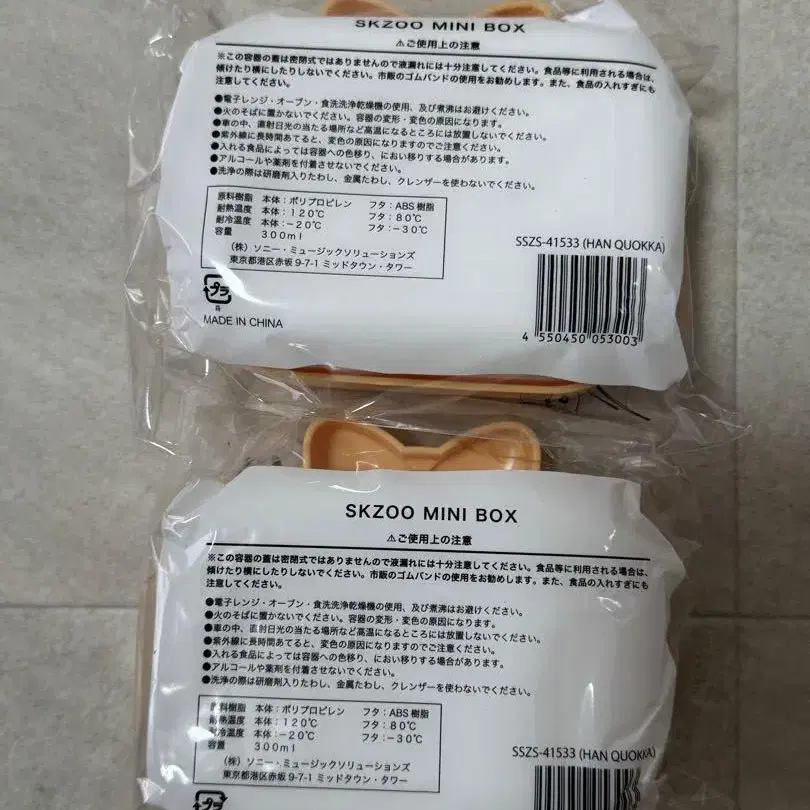 SKZOO MINI BOX
⚠ご使用上の注意
※この容器の蓋は密閉式ではありませんので液漏れには十分注意してください。食品等に利用される場合は、
傾けたり横にしたりしないでください。市販のゴムバンドの使用をお勧めします。また、食品の入れすぎにも
注意してください。
●電子レンジ・オーブン・食洗洗浄乾燥機の使用、及び煮沸はお避けください。
●火のそばに置かないでください。容器の変形・変色の原因になります。
●車の中、直射日光の当たる場所など高温になるところには放置しないでください。
●紫外線に長時間あてると、変色の原因になりますのでご注意ください。
●入れる食品によっては容器への色移り、におい移りする場合があります。
●アルコールや薬剤を付着させないでください。
●洗浄の際は研磨剤入りたわし、金属たわし、クレンザーを使わないでください。
原料樹脂 本体:ポリプロピレン フタ:ABS樹脂
耐熱温度 本体:120℃ フタ:80℃
耐冷温度 本体:-20℃ フタ:-30℃
容量 300ml
(株)ソニー・ミュージックソリューションズ
東京都港区赤坂9-7-1 ミッドタウン・タワー
SSZS-41533 (HAN QUOKKA)
プラ
MADE IN CHINA
4 550450 053003
SKZOO MINI BOX
⚠ご使用上の注意
※この容器の蓋は密閉式ではありませんので液漏れには十分注意してください。食品等に利用される場合は、
傾けたり横にしたりしないでください。市販のゴムバンドの使用をお勧めします。また、食品の入れすぎにも
注意してください。
●電子レンジ・オーブン・食洗洗浄乾燥機の使用、及び煮沸はお避けください。
●火のそばに置かないでください。容器の変形・変色の原因になります。
●車の中、直射日光の当たる場所など高温になるところには放置しないでください。
●紫外線に長時間あてると、変色の原因になりますのでご注意ください。
●入れる食品によっては容器への色移り、におい移りする場合があります。
●アルコールや薬剤を付着させないでください。
●洗浄の際は研磨剤入りたわし、金属たわし、クレンザーを使わないでください。
原料樹脂 本体:ポリプロピレン フタ:ABS樹脂
耐熱温度 本体:120℃ フタ:80℃
耐冷温度 本体:-20℃ フタ:-30℃
容量 300ml
(株)ソニー・ミュージックソリューションズ
東京都港区赤坂9-7-1 ミッドタウン・タワー
SSZS-41533 (HAN QUOKKA)